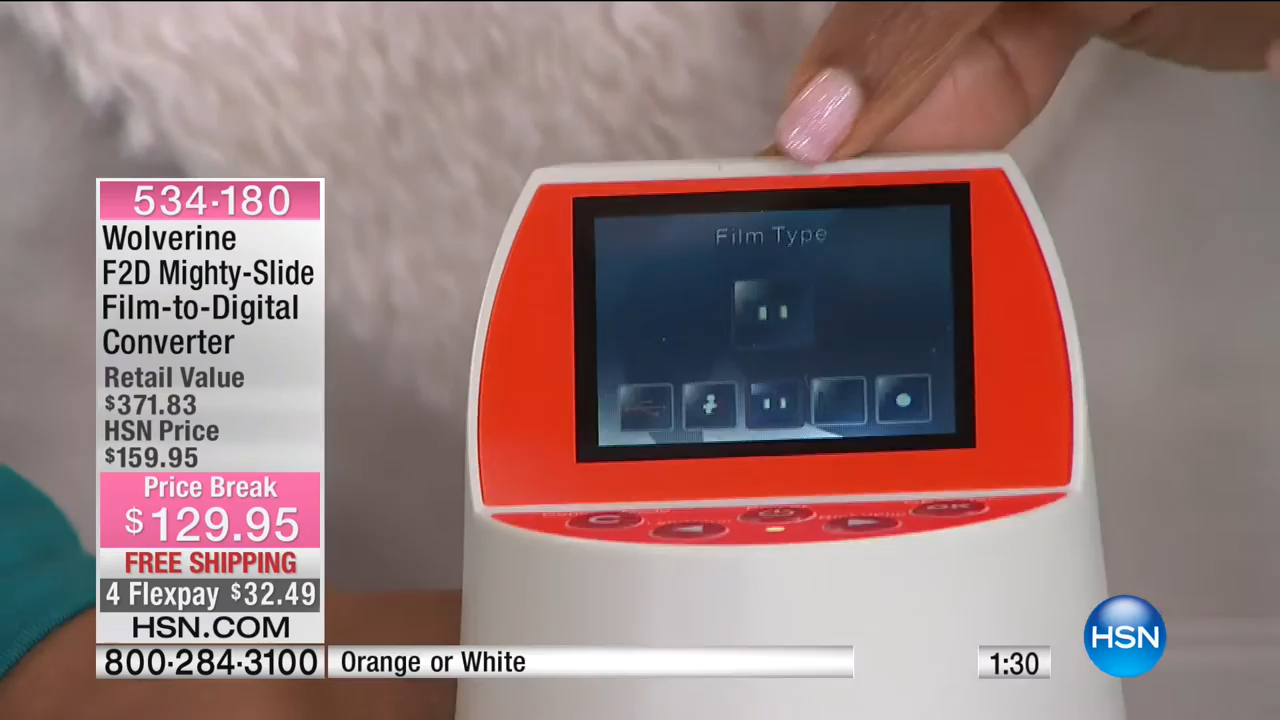 534-180
Wolverine
F2D Mighty-Slide
Film-to-Digital
Converter
Retail Value
$371.83
HSN Price
$159.95
Price Break
$129.95
FREE SHIPPING
4 Flexpay $32.49
HSN.COM
800-284-3100
Orange or White
1:30
HSN
Film Type
OK